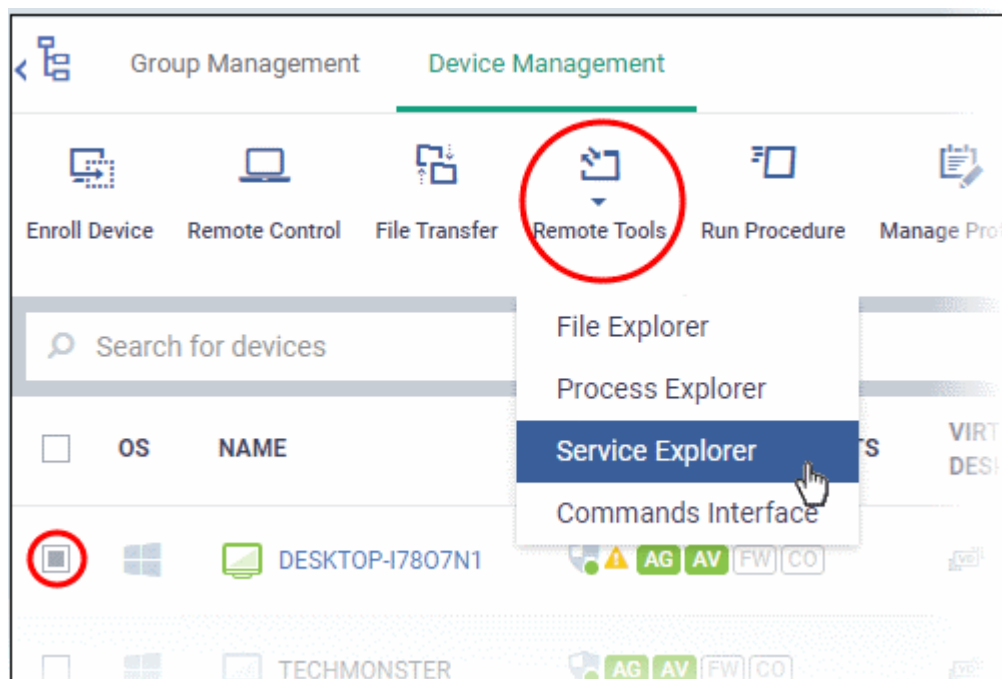 Group Management Device Management
Enroll Device Remote Control File Transfer Remote Tools Run Procedure Manage
Search for devices
File Explorer
Process Explorer
OS NAME Service Explorer
Commands Interface
DESKTOP-I78O7N1 AG AV FW CO
TECHMONSTER AG AV FW CO